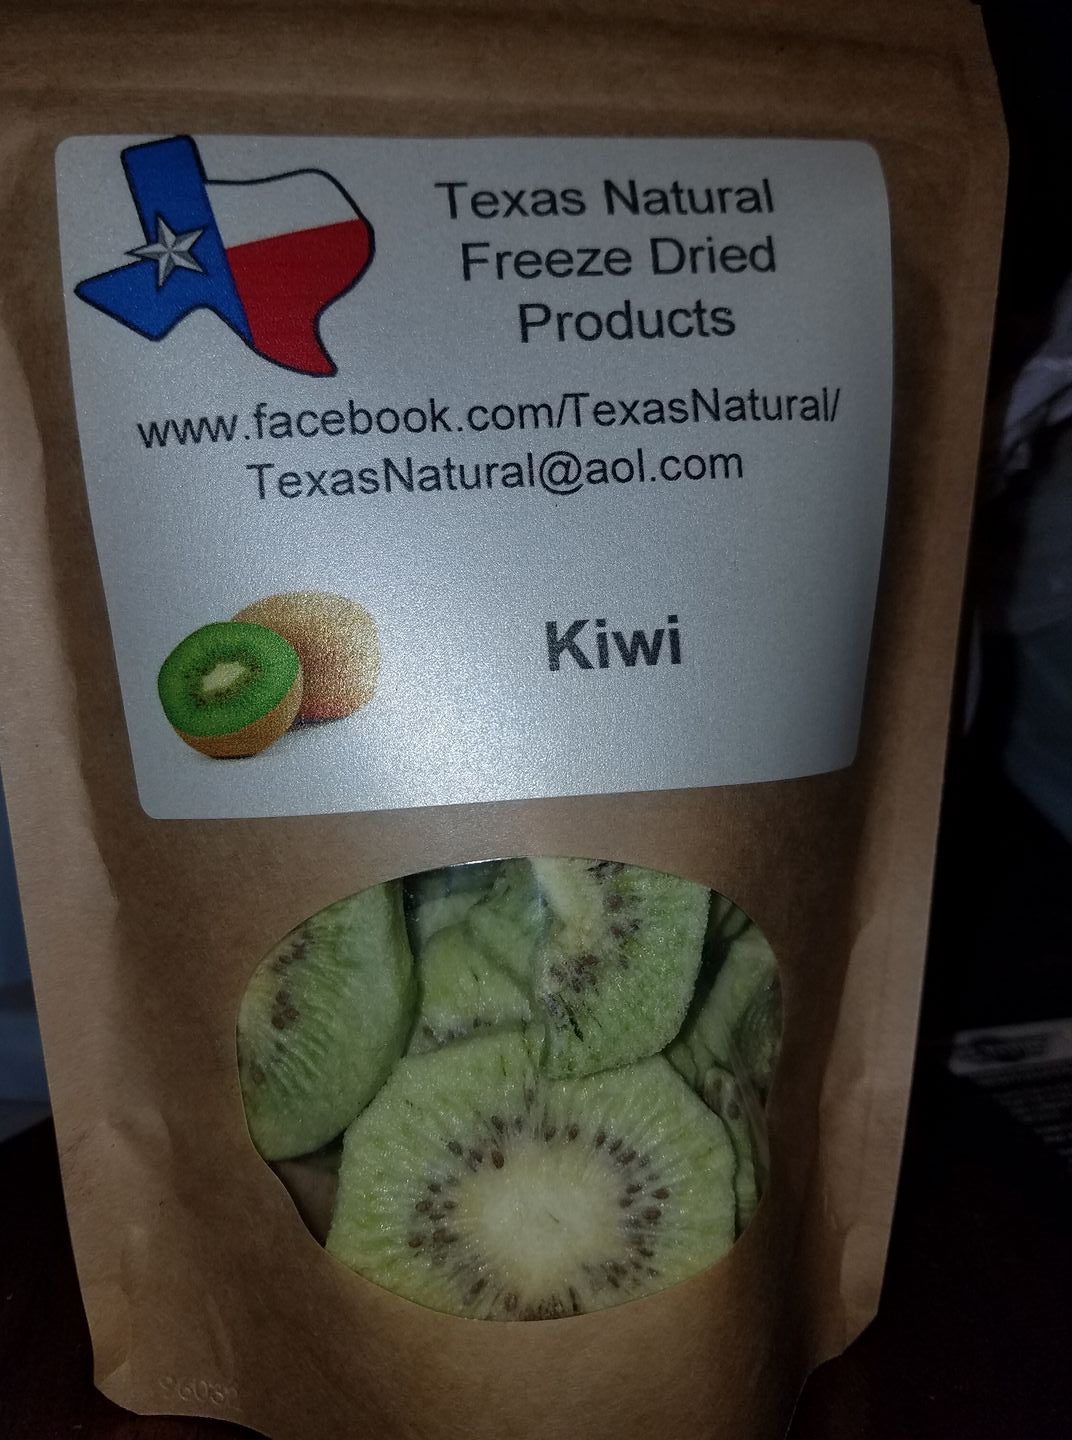 Texas Natural
Freeze Dried
Products
www.facebook.com/TexasNatural/
TexasNatural@aol.com
Kiwi